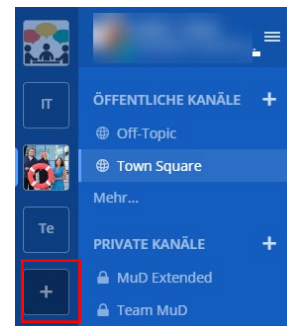 IT
ÖFFENTLICHE KANÄLE +
Off-Topic
Town Square
Mehr...
Te
PRIVATE KANÄLE +
+
MuD Extended
Team MuD